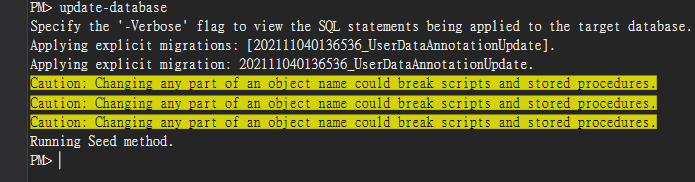 PM> update-database
Specify the '-Verbose' flag to view the SQL statements being applied to the target database.
Applying explicit migrations: [202111040136536_UserDataAnnotationUpdate].
Applying explicit migration: 202111040136536_UserDataAnnotationUpdate.
Caution: Changing any part of an object name could break scripts and stored procedures.
Caution: Changing any part of an object name could break scripts and stored procedures.
Caution: Changing any part of an object name could break scripts and stored procedures.
Running Seed method.
PM>